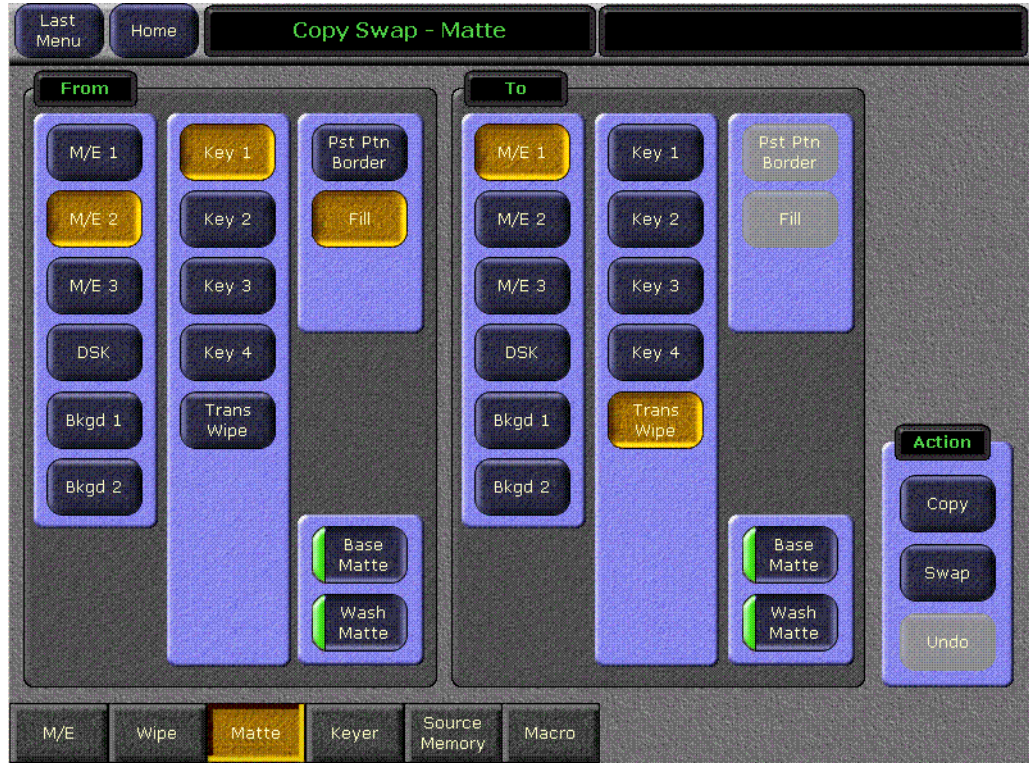 Last
Menu
Home
Copy Swap - Matte
From
M/E 1
M/E 2
M/E 3
DSK
Bkgd 1
Bkgd 2
Key 1
Key 2
Key 3
Key 4
Trans
Wipe
Pst Ptn
Border
Fill
Base
Matte
Wash
Matte
To
M/E 1
M/E 2
M/E 3
DSK
Bkgd 1
Bkgd 2
Key 1
Key 2
Key 3
Key 4
Trans
Wipe
Pst Ptn
Border
Fill
Base
Matte
Wash
Matte
Action
Copy
Swap
Undo
M/E
Wipe
Matte
Keyer
Source
Memory
Macro